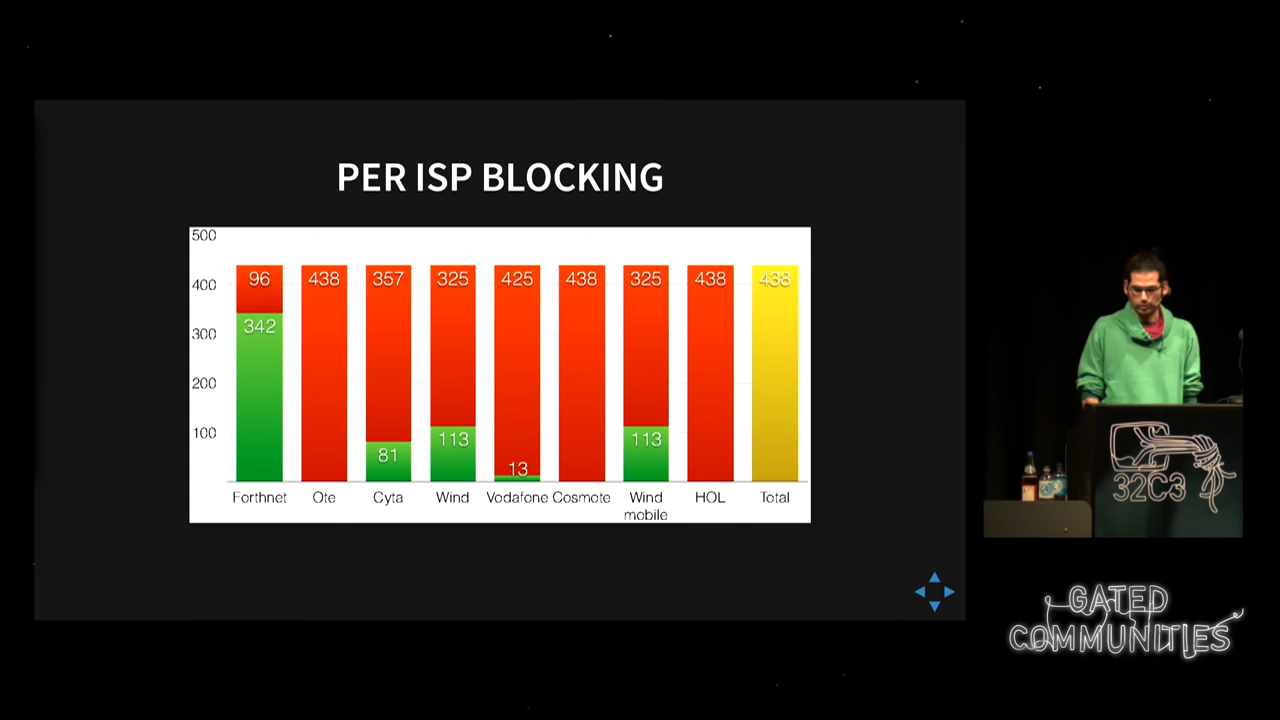 PER ISP BLOCKING
500
400
300
200
100
96
438
357
325
425
438
325
438
438
342
81
113
13
113
Forthnet
Ote
Cyta
Wind
Vodafone
Cosmote
Wind
mobile
HOL
Total
32C3
GATED
COMMUNITIES